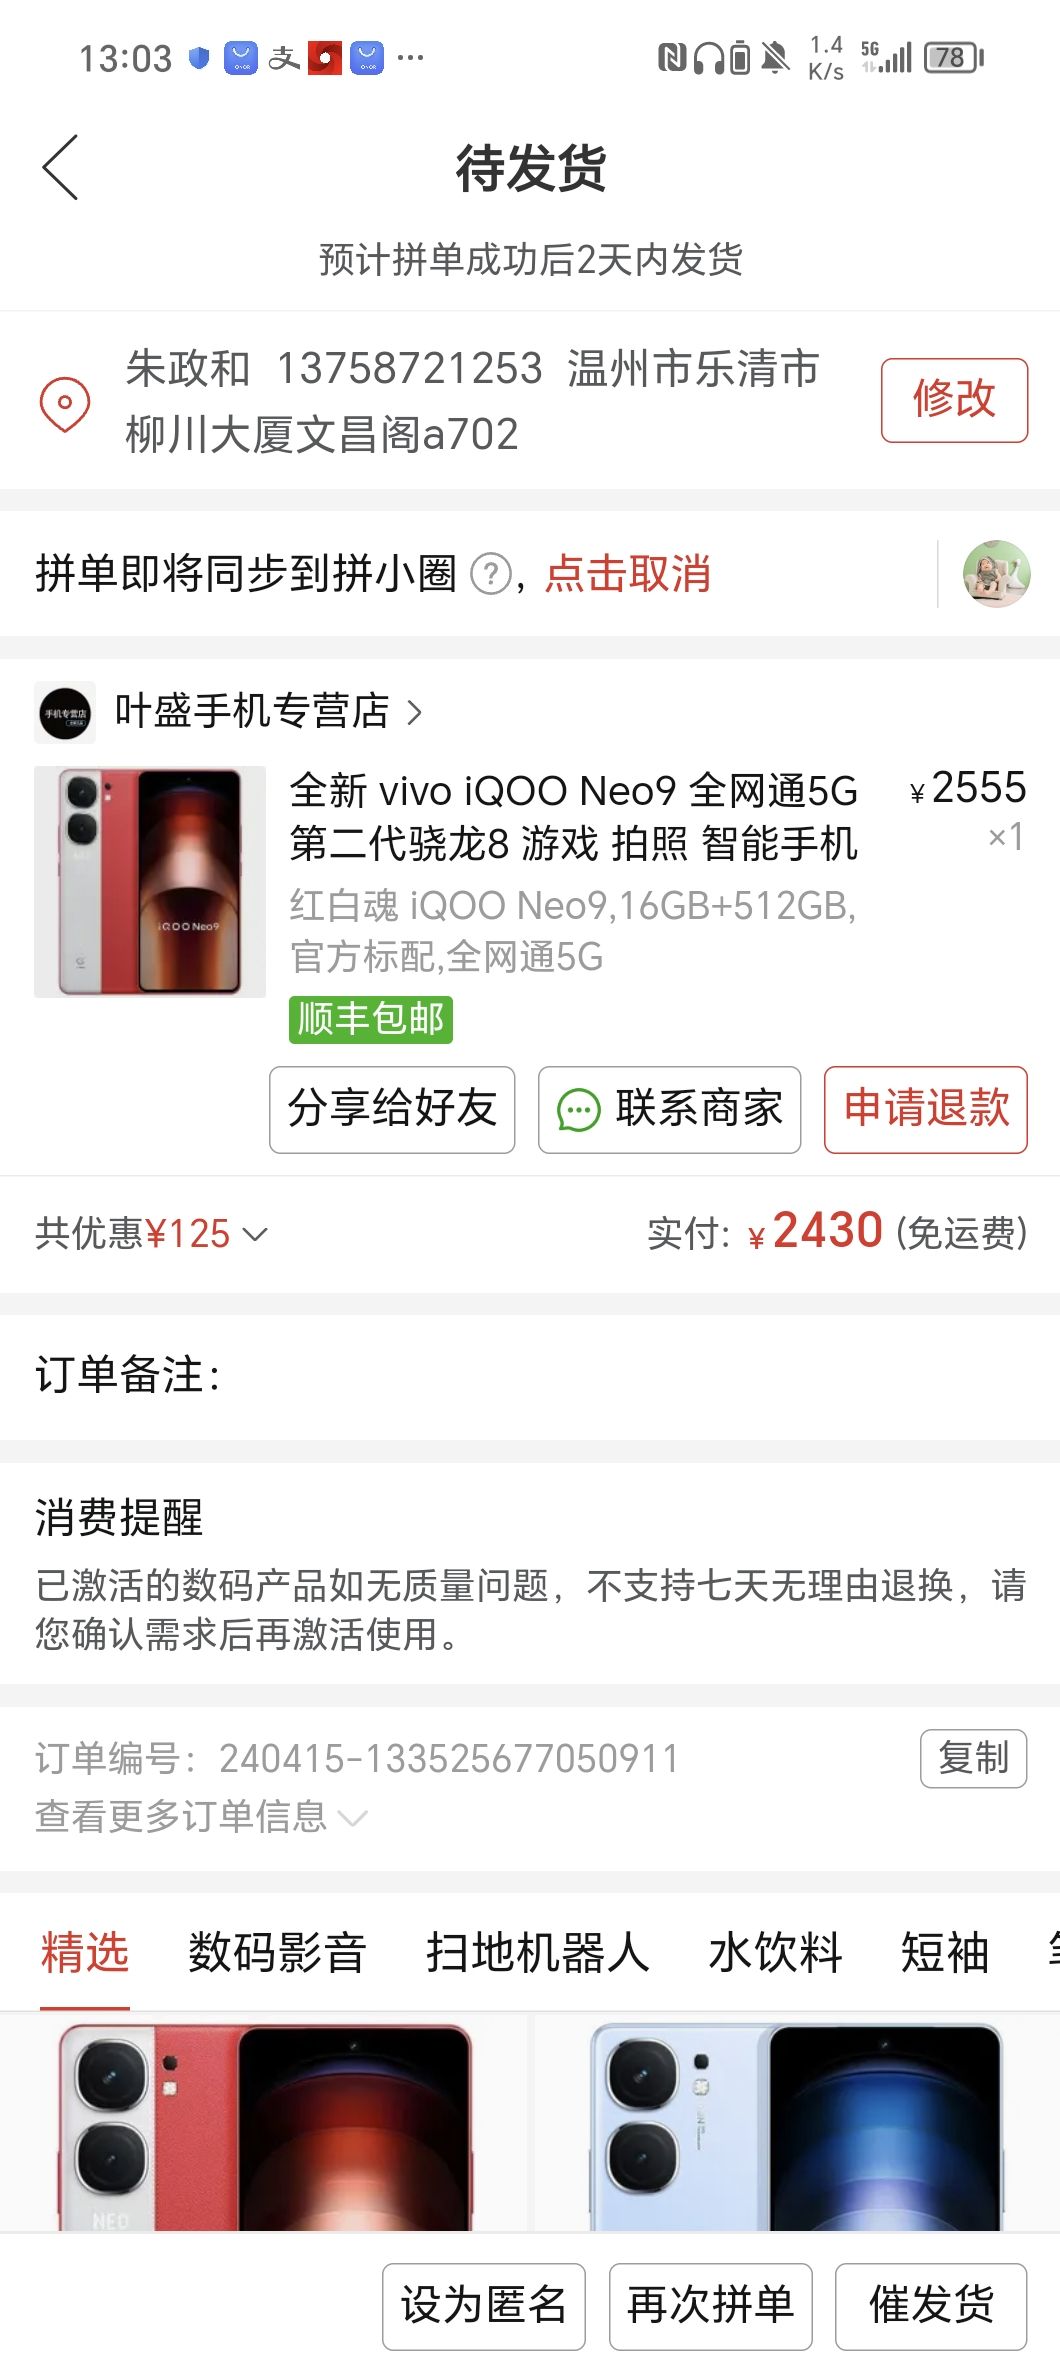 13:03
1.4
K/s
5G
78
待发货
预计拼单成功后2天内发货
朱政和 13758721253 温州市乐清市
柳川大厦文昌阁a702
修改
拼单即将同步到拼小圈?,点击取消
手机专营店
叶盛手机专营店
全新 vivo iQOO Neo9 全网通5G
第二代骁龙8 游戏 拍照 智能手机
¥2555
×1
iQOO Neo9
红白魂 iQOO Neo9,16GB+512GB,
官方标配,全网通5G
顺丰包邮
分享给好友
联系商家
申请退款
共优惠¥125
实付: ¥2430 (免运费)
订单备注:
消费提醒
已激活的数码产品如无质量问题，不支持七天无理由退换，请
您确认需求后再激活使用。
订单编号: 240415-133525677050911
复制
查看更多订单信息
精选 数码影音 扫地机器人 水饮料 短袖
NEO
设为匿名
再次拼单
催发货